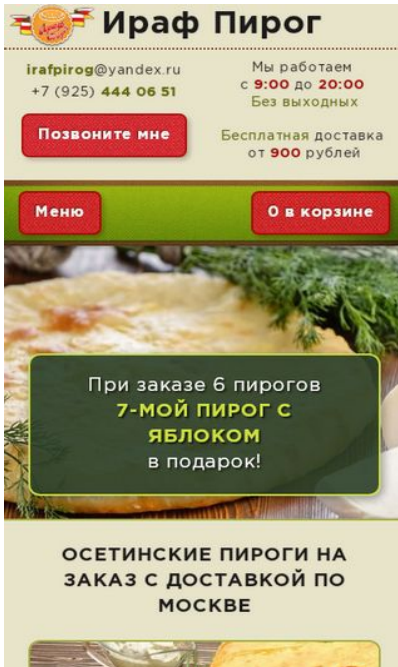 Ираф Пирог
irafpirog@yandex.ru
+7 (925) 444 06 51
Позвоните мне
Мы работаем
с 9:00 до 20:00
Без выходных
Бесплатная доставка
от 900 рублей
Меню
0 в корзине
При заказе 6 пирогов
7-МОЙ ПИРОГ С
ЯБЛОКОМ
в подарок!
ОСЕТИНСКИЕ ПИРОГИ НА
ЗАКАЗ С ДОСТАВКОЙ ПО
МОСКВЕ